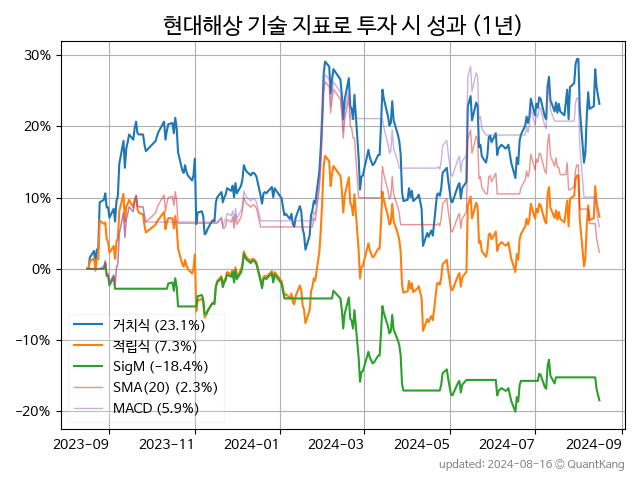 현대해상 기술 지표로 투자 시 성과 (1년)
30%
20%
10%
0%
−10%
−20%
거치식 (23.1%)
적립식 (7.3%)
SigM (−18.4%)
SMA(20) (2.3%)
MACD (5.9%)
2023-09 2023-11 2024-01 2024-03 2024-05 2024-07 2024-09
updated: 2024-08-16 © QuantKang